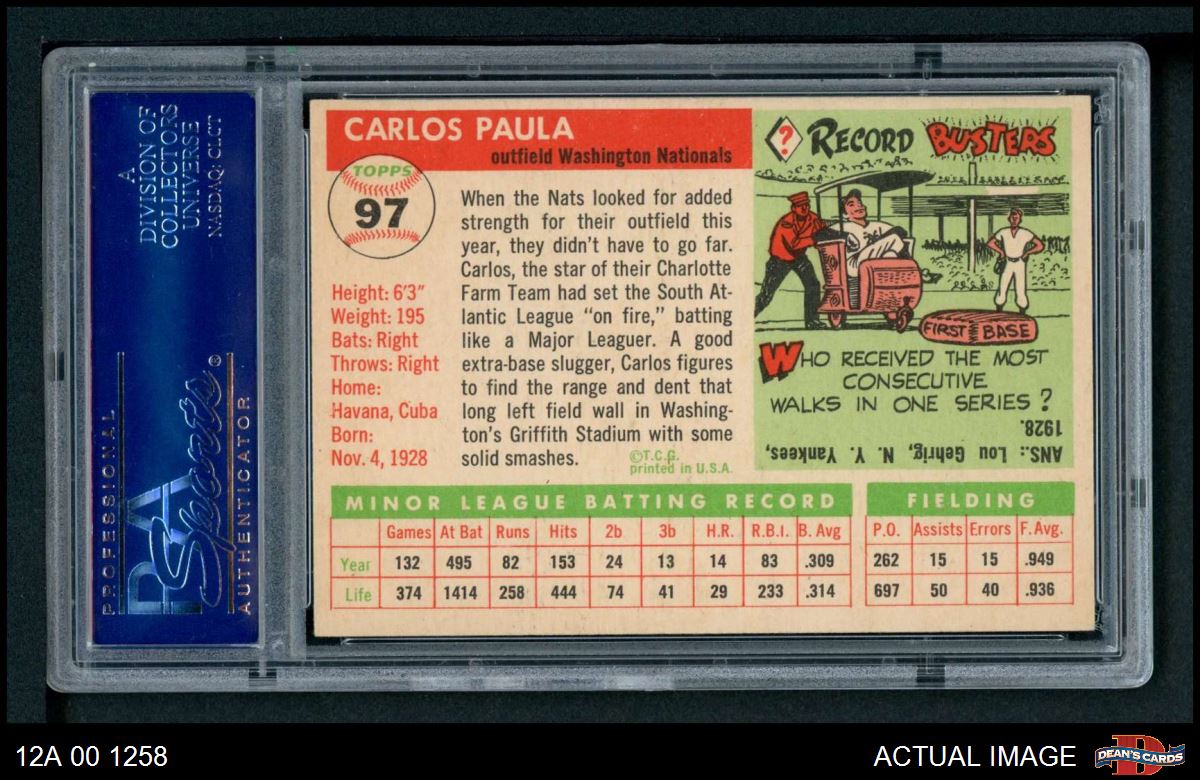 A
DIVISION OF
COLLECTORS
UNIVERSE
NASDAQ: CLCT
PROFESSIONAL
PSA
Sports®
AUTHENTICATOR
CARLOS PAULA
outfield Washington Nationals
TOPPS
97
Height: 6'3"
Weight: 195
Bats: Right
Throws: Right
Home:
Havana, Cuba
Born:
Nov. 4, 1928
When the Nats looked for added
strength for their outfield this
year, they didn't have to go far.
Carlos, the star of their Charlotte
Farm Team had set the South At-
lantic League "on fire," batting
like a Major Leaguer. A good
extra-base slugger, Carlos figures
to find the range and dent that
long left field wall in Washing-
ton's Griffith Stadium with some
solid smashes.
©T.C.G.
printed in U.S.A.
? RECORD BUSTERS
FIRST BASE
WHO RECEIVED THE MOST
CONSECUTIVE
WALKS IN ONE SERIES?
ANS.: Lou Gehrig, N. Y. Yankees,
1928.
MINOR LEAGUE BATTING RECORD
Games At Bat Runs Hits 2b 3b H.R. R.B.I. B. Avg
Year 132 495 82 153 24 13 14 83 .309
Life 374 1414 258 444 74 41 29 233 .314
FIELDING
P.O. Assists Errors F. Avg.
262 15 15 .949
697 50 40 .936
12A 00 1258
ACTUAL IMAGE
D
DEAN'S CARDS